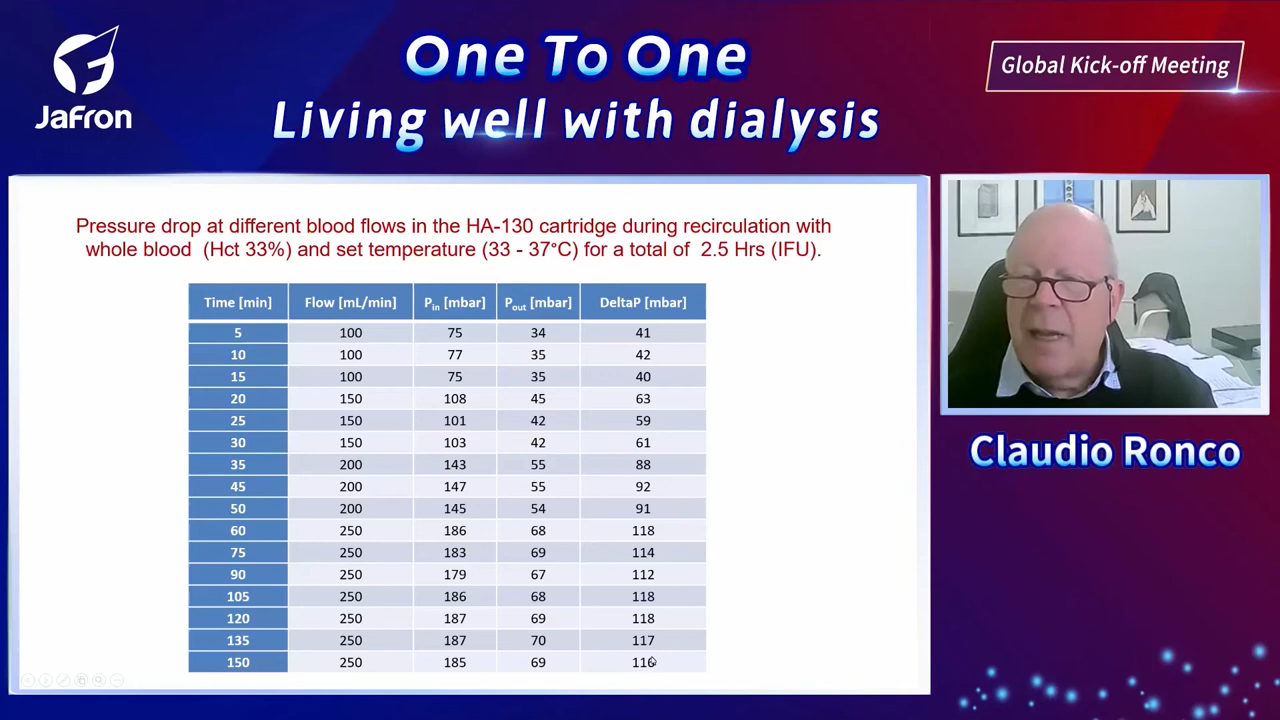 JaFron
One To One
Living well with dialysis
Global Kick-off Meeting
Pressure drop at different blood flows in the HA-130 cartridge during recirculation with
whole blood (Hct 33%) and set temperature (33 - 37°C) for a total of 2.5 Hrs (IFU).
Time [min] Flow [mL/min] Pin [mbar] Pout [mbar] DeltaP [mbar]
5 100 75 34 41
10 100 77 35 42
15 100 75 35 40
20 150 108 45 63
25 150 101 42 59
30 150 103 42 61
35 200 143 55 88
45 200 147 55 92
50 200 145 54 91
60 250 186 68 118
75 250 183 69 114
90 250 179 67 112
105 250 186 68 118
120 250 187 69 118
135 250 187 70 117
150 250 185 69 116
Claudio Ronco